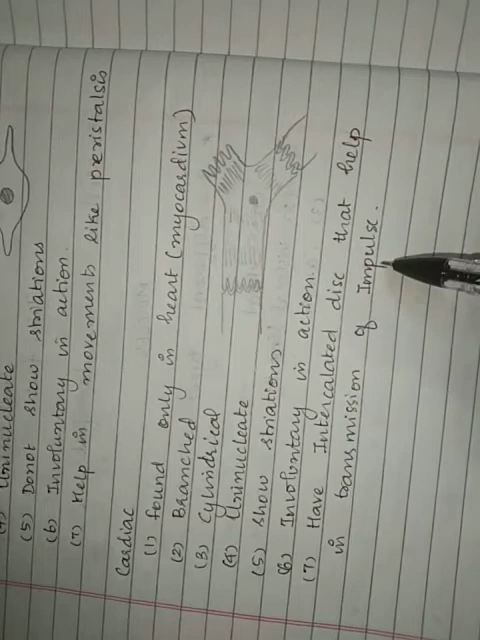 (4) Uninucleate
(5) Donot show striations
(6) Involuntary in action.
(7) Help in movements like peristalsis
Cardiac
(1) found only in heart (myocardium)
(2) Branched
(3) Cylindrical
(4) Uninucleate
(5) show striations.
(6) Involuntary in action.
(7) Have Intercalated disc that help
in transmission of Impulse.